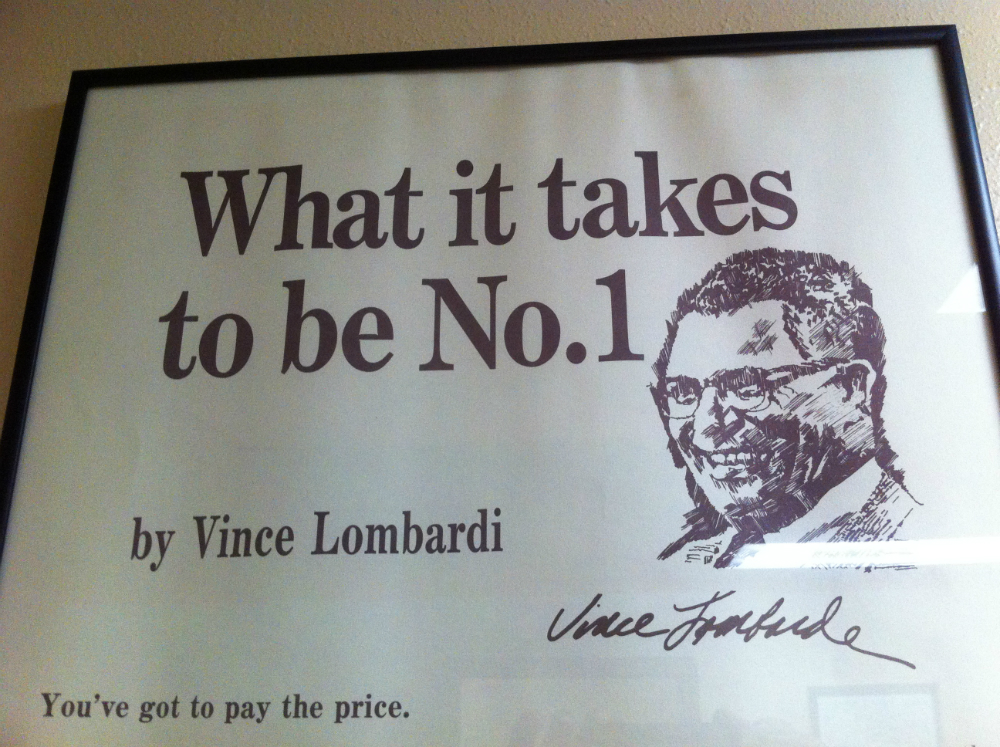 What it takes
to be No.1
by Vince Lombardi
Vince Lombardi
You've got to pay the price.